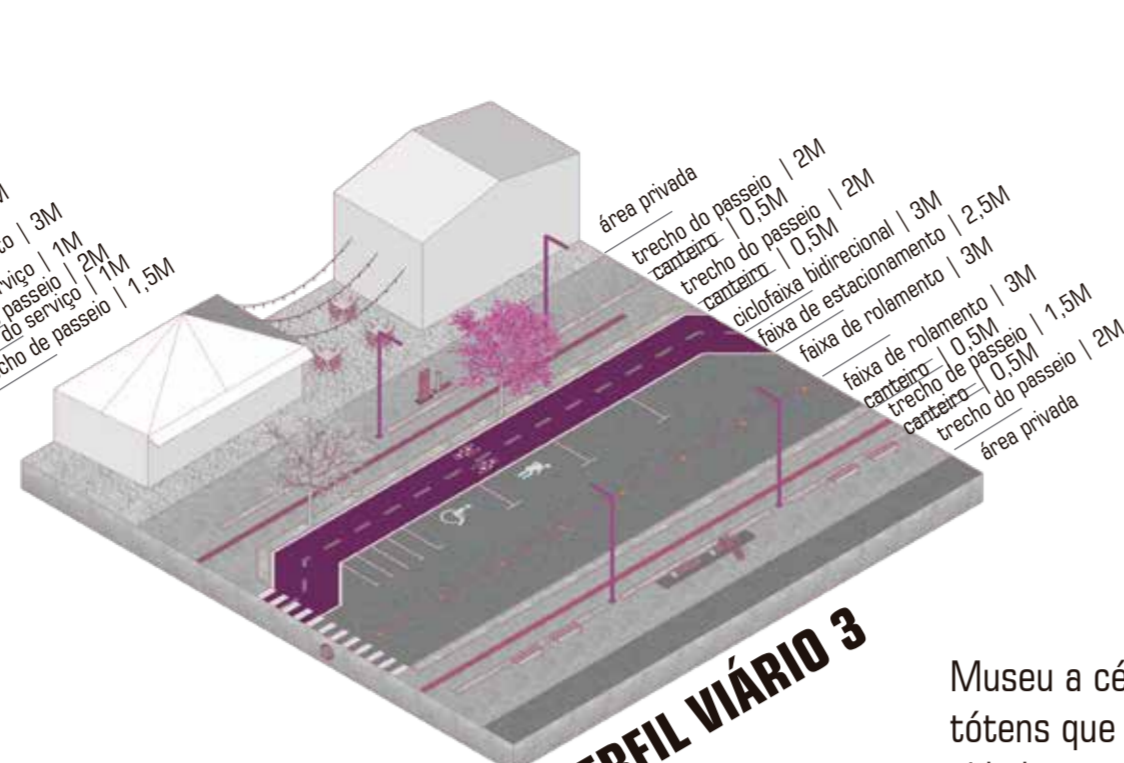 3M
serviço | 1M
passeio | 2M
do serviço | 1M
de passeio | 1,5M
área privada
trecho do passeio | 2M
canteiro | 0,5M
trecho do passeio | 2M
canteiro | 0,5M
ciclofaixa bidirecional | 3M
faixa de estacionamento | 2,5M
faixa de rolamento | 3M
faixa de rolamento | 3M
canteiro | 0,5M
trecho de passeio | 1,5M
canteiro | 0,5M
trecho do passeio | 2M
área privada
VIÁRIO 3
Museu a
tótens que